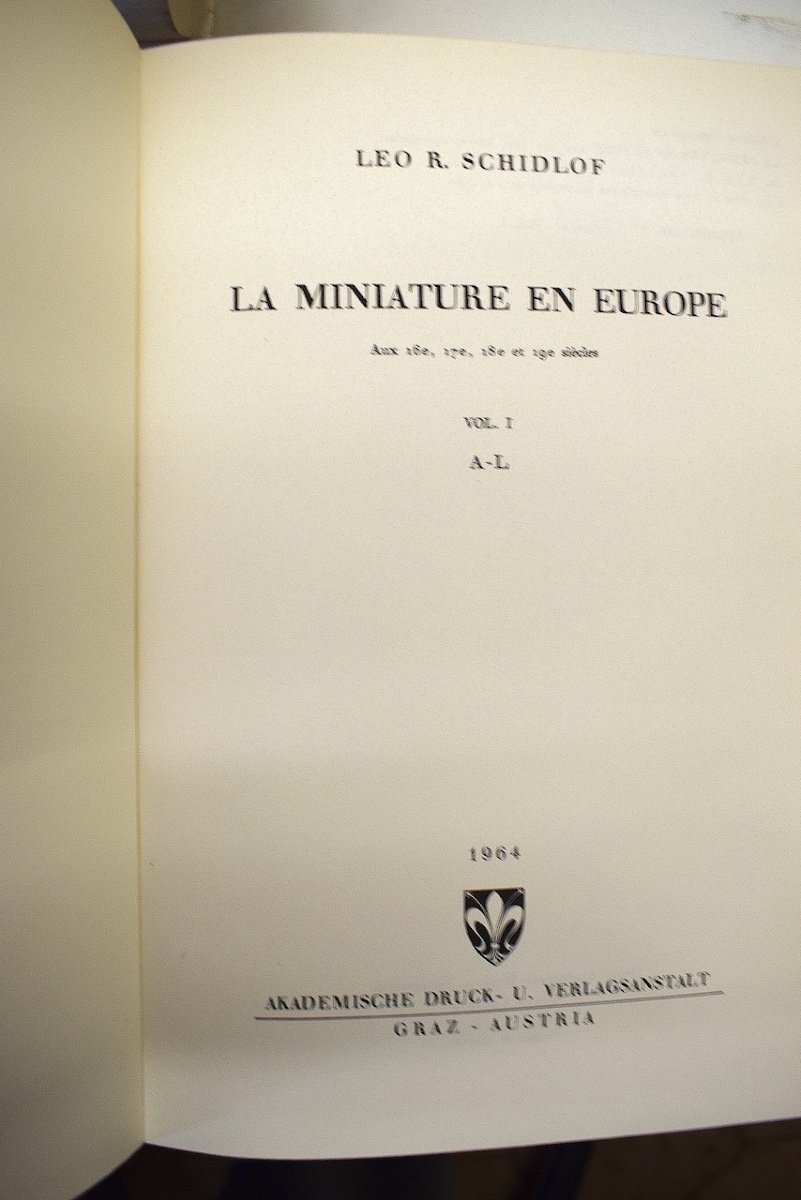 LEO R. SCHIDLOF
LA MINIATURE EN EUROPE
Aux 16e, 17e, 18e et 19e siècles
VOL. I
A-L
1964
AKADEMISCHE DRUCK- U. VERLAGSANSTALT
GRAZ - AUSTRIA